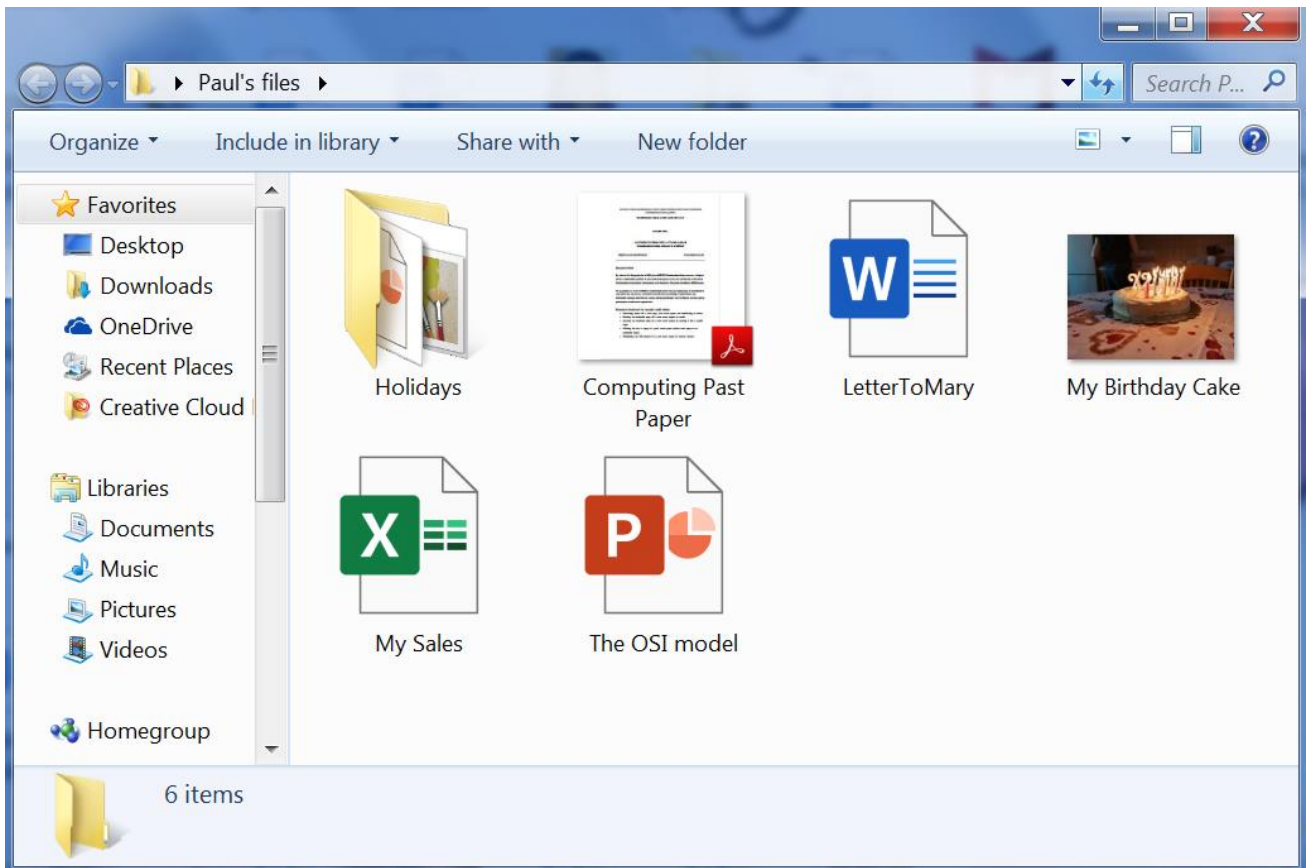 Paul's files
Search P...
Organize
Include in library
Share with
New folder
Favorites
Desktop
Downloads
OneDrive
Recent Places
Creative Cloud
Libraries
Documents
Music
Pictures
Videos
Homegroup
Holidays
Computing Past
Paper
W
LetterToMary
My Birthday Cake
X
My Sales
P
The OSI model
6 items